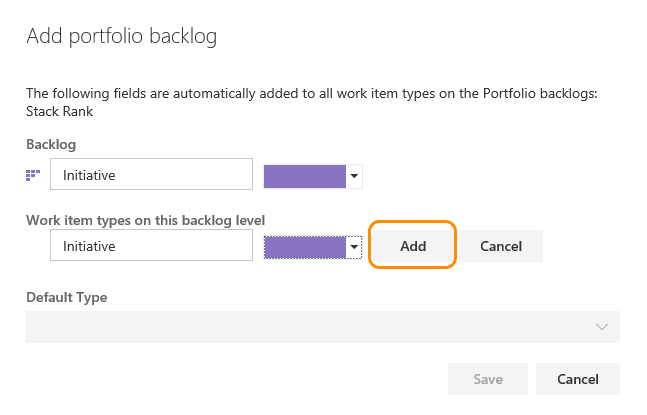 Add portfolio backlog
The following fields are automatically added to all work item types on the Portfolio backlogs:
Stack Rank
Backlog
Initiative
Work item types on this backlog level
Initiative
Add
Cancel
Default Type
Save
Cancel